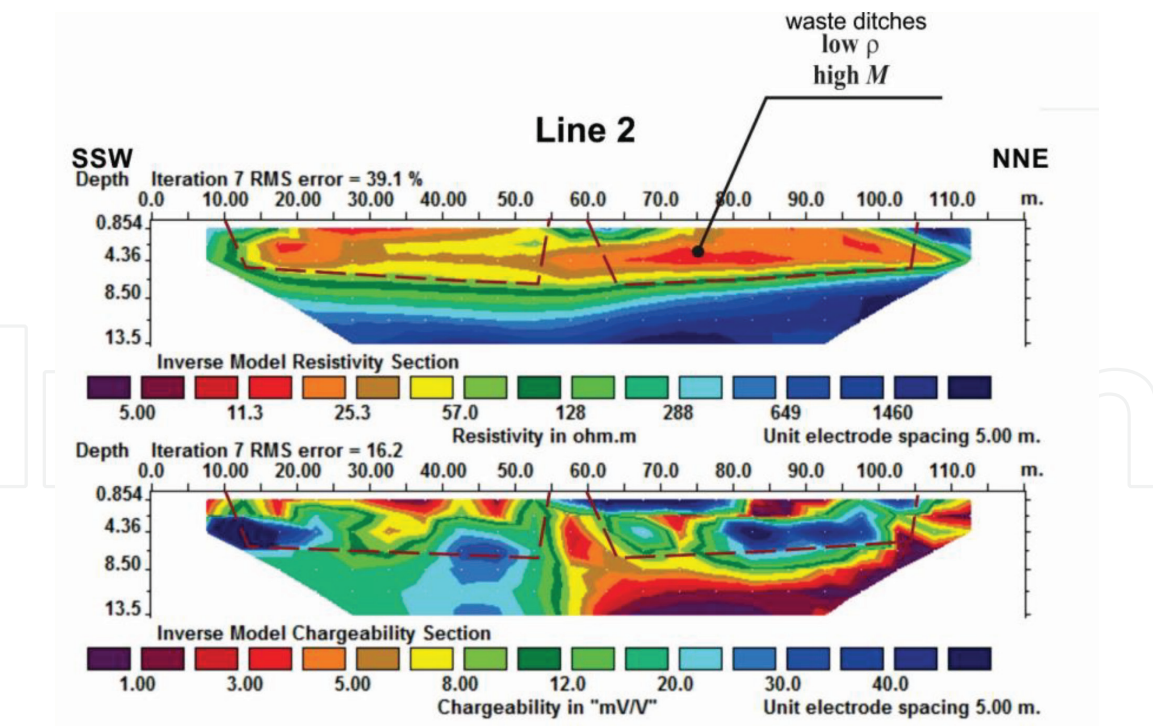 waste ditches
low ρ
high M
Line 2
SSW
NNE
Depth Iteration 7 RMS error = 39.1 %
0.0 10.00 20.00 30.00 40.00 50.0 60.0 70.0 80.0 90.0 100.0 110.0 m.
0.854
4.36
8.50
13.5
Inverse Model Resistivity Section
5.00 11.3 25.3 57.0 128 288 649 1460
Resistivity in ohm.m Unit electrode spacing 5.00 m.
Depth Iteration 7 RMS error = 16.2
0.0 10.00 20.00 30.00 40.00 50.0 60.0 70.0 80.0 90.0 100.0 110.0 m.
0.854
4.36
8.50
13.5
Inverse Model Chargeability Section
1.00 3.00 5.00 8.00 12.0 20.0 30.0 40.0
Chargeability in "mV/V" Unit electrode spacing 5.00 m.